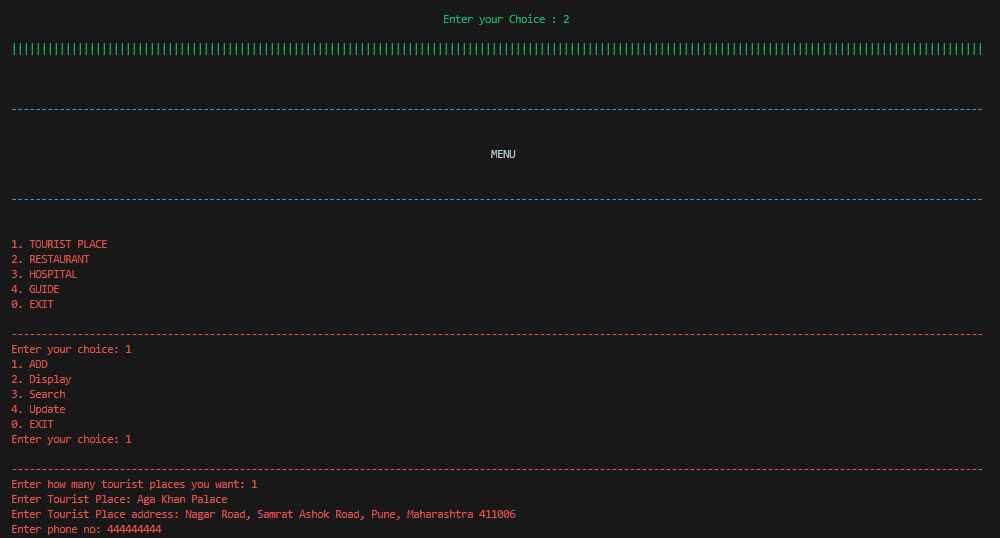 Enter your Choice : 2
||||||||||||||||||||||||||||||||||||||||||||||||||||||||||||||||||||||||||||||||||||||||||||||||||||||||||||||||||||||||||||||||||||||||||||||||||||||||||||||||||
------------------------------------------------------------------------------------------------------------------------------------------------------------------
MENU
------------------------------------------------------------------------------------------------------------------------------------------------------------------
1. TOURIST PLACE
2. RESTAURANT
3. HOSPITAL
4. GUIDE
0. EXIT
------------------------------------------------------------------------------------------------------------------------------------------------------------------
Enter your choice: 1
1. ADD
2. Display
3. Search
4. Update
0. EXIT
Enter your choice: 1
------------------------------------------------------------------------------------------------------------------------------------------------------------------
Enter how many tourist places you want: 1
Enter Tourist Place: Aga Khan Palace
Enter Tourist Place address: Nagar Road, Samrat Ashok Road, Pune, Maharashtra 411006
Enter phone no: 444444444